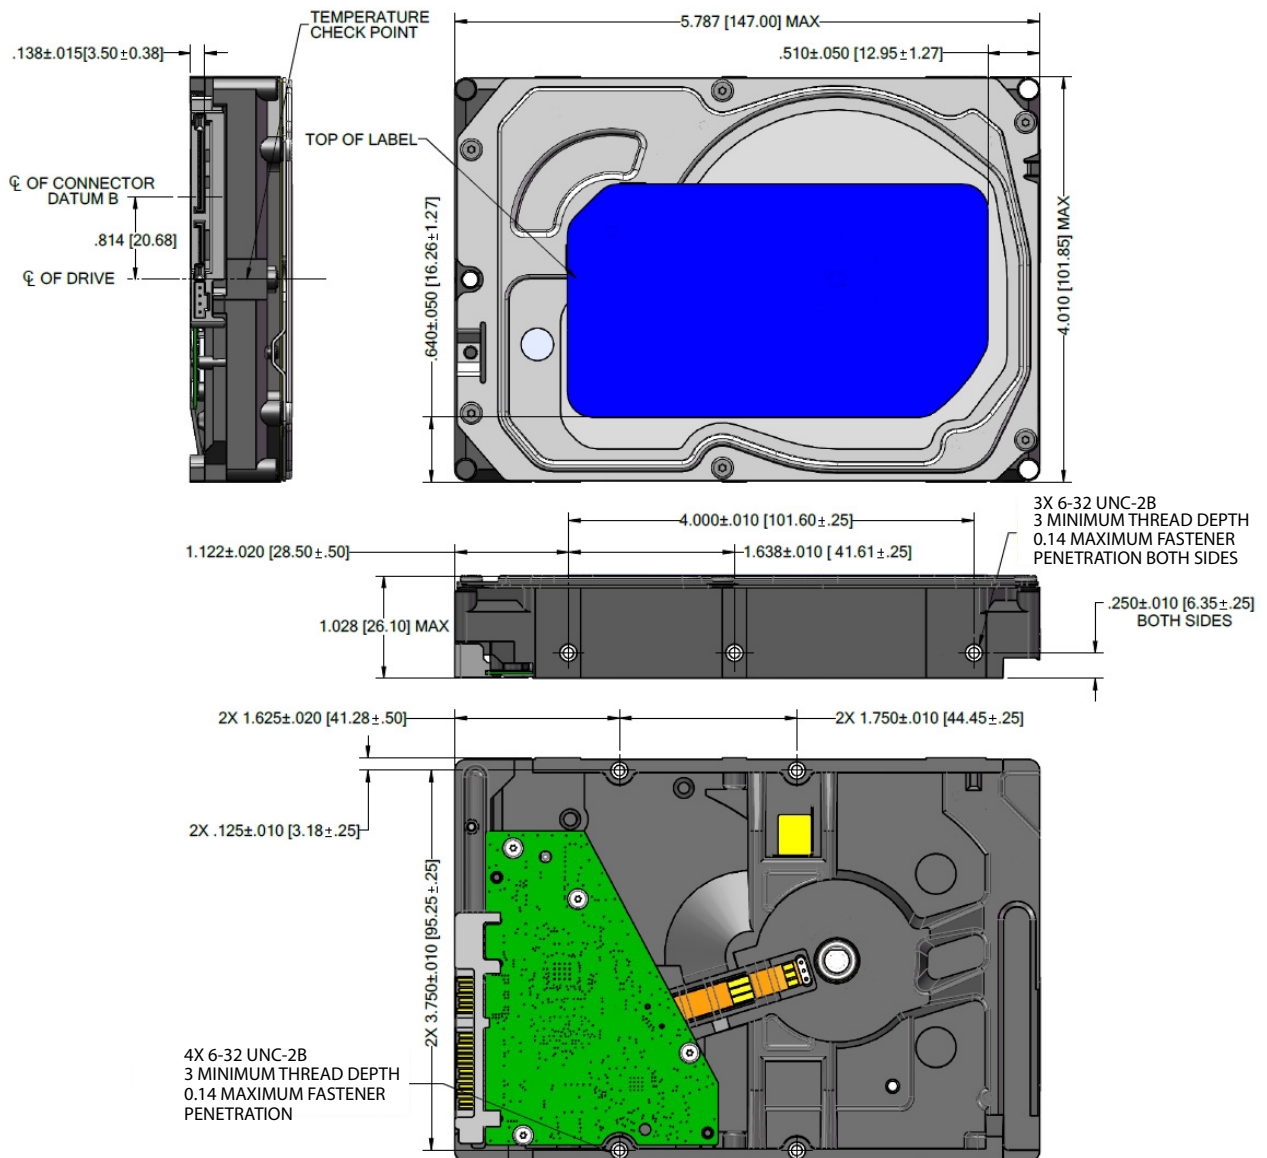 TEMPERATURE
CHECK POINT
.138±.015[3.50±0.38]
5.787 [147.00] MAX
.510±.050 [12.95±1.27]
TOP OF LABEL
℄ OF CONNECTOR
DATUM B
.814 [20.68]
℄ OF DRIVE
.640±.050 [16.26±1.27]
4.010 [101.85] MAX
4.000±.010 [101.60±.25]
3X 6-32 UNC-2B
3 MINIMUM THREAD DEPTH
0.14 MAXIMUM FASTENER
PENETRATION BOTH SIDES
1.122±.020 [28.50±.50]
1.638±.010 [ 41.61±.25]
1.028 [26.10] MAX
.250±.010 [6.35±.25]
BOTH SIDES
2X 1.625±.020 [41.28±.50]
2X 1.750±.010 [44.45±.25]
2X .125±.010 [3.18±.25]
2X 3.750±.010 [95.25±.25]
4X 6-32 UNC-2B
3 MINIMUM THREAD DEPTH
0.14 MAXIMUM FASTENER
PENETRATION